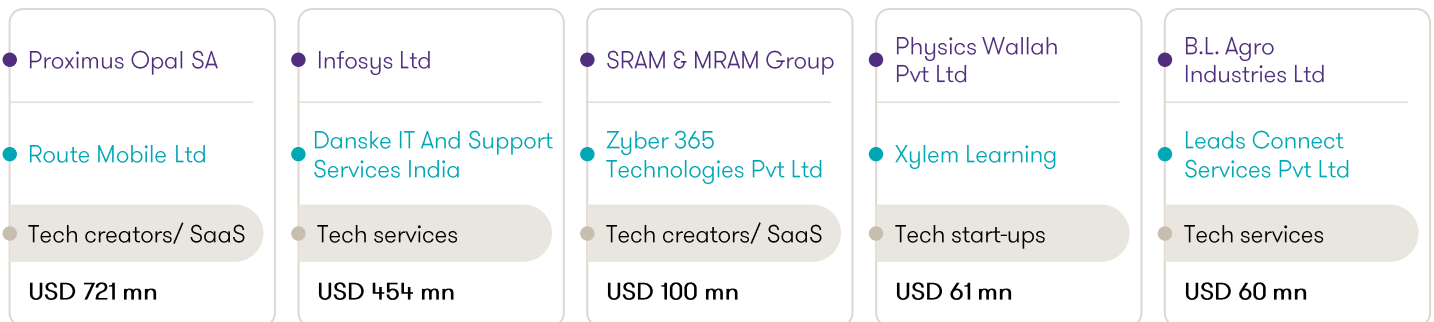 Proximus Opal SA
Route Mobile Ltd
Tech creators/ SaaS
USD 721 mn
Infosys Ltd
Danske IT And Support
Services India
Tech services
USD 454 mn
SRAM & MRAM Group
Zyber 365
Technologies Pvt Ltd
Tech creators/ SaaS
USD 100 mn
Physics Wallah
Pvt Ltd
Xylem Learning
Tech start-ups
USD 61 mn
B.L. Agro
Industries Ltd
Leads Connect
Services Pvt Ltd
Tech services
USD 60 mn